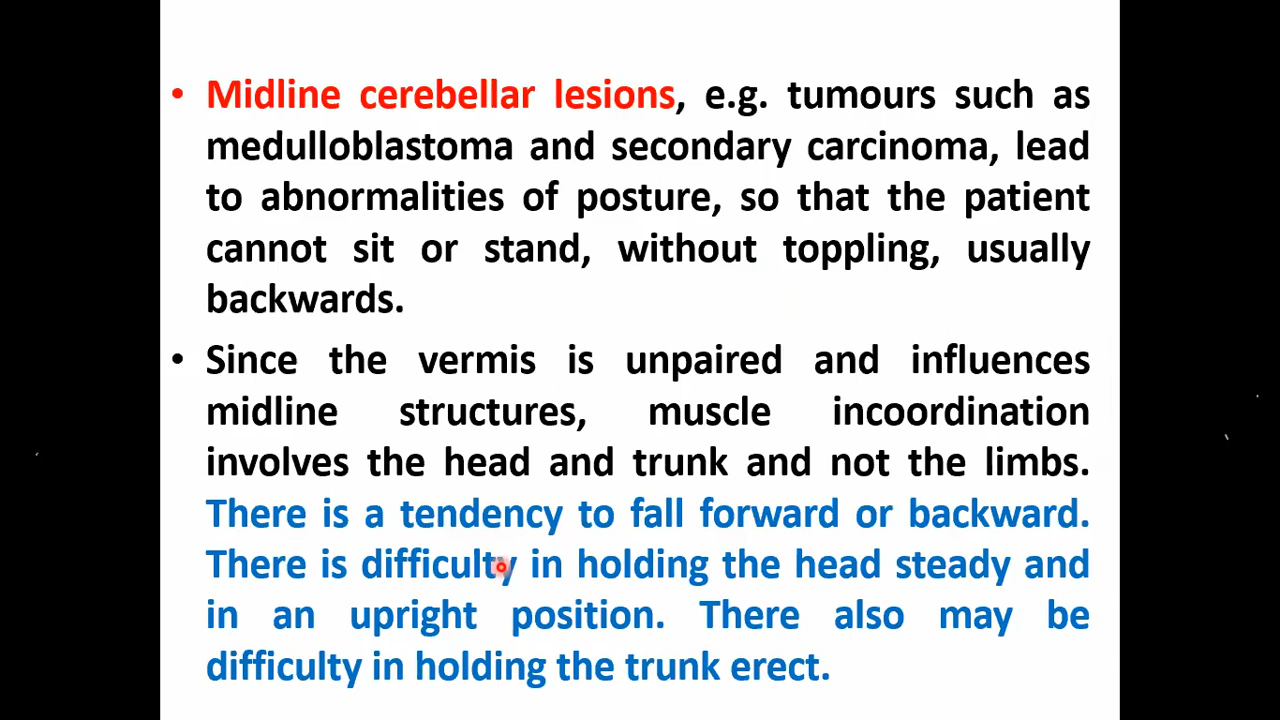 • Midline cerebellar lesions, e.g. tumours such as
medulloblastoma and secondary carcinoma, lead
to abnormalities of posture, so that the patient
cannot sit or stand, without toppling, usually
backwards.
• Since the vermis is unpaired and influences
midline structures, muscle incoordination
involves the head and trunk and not the limbs.
There is a tendency to fall forward or backward.
There is difficulty in holding the head steady and
in an upright position. There also may be
difficulty in holding the trunk erect.